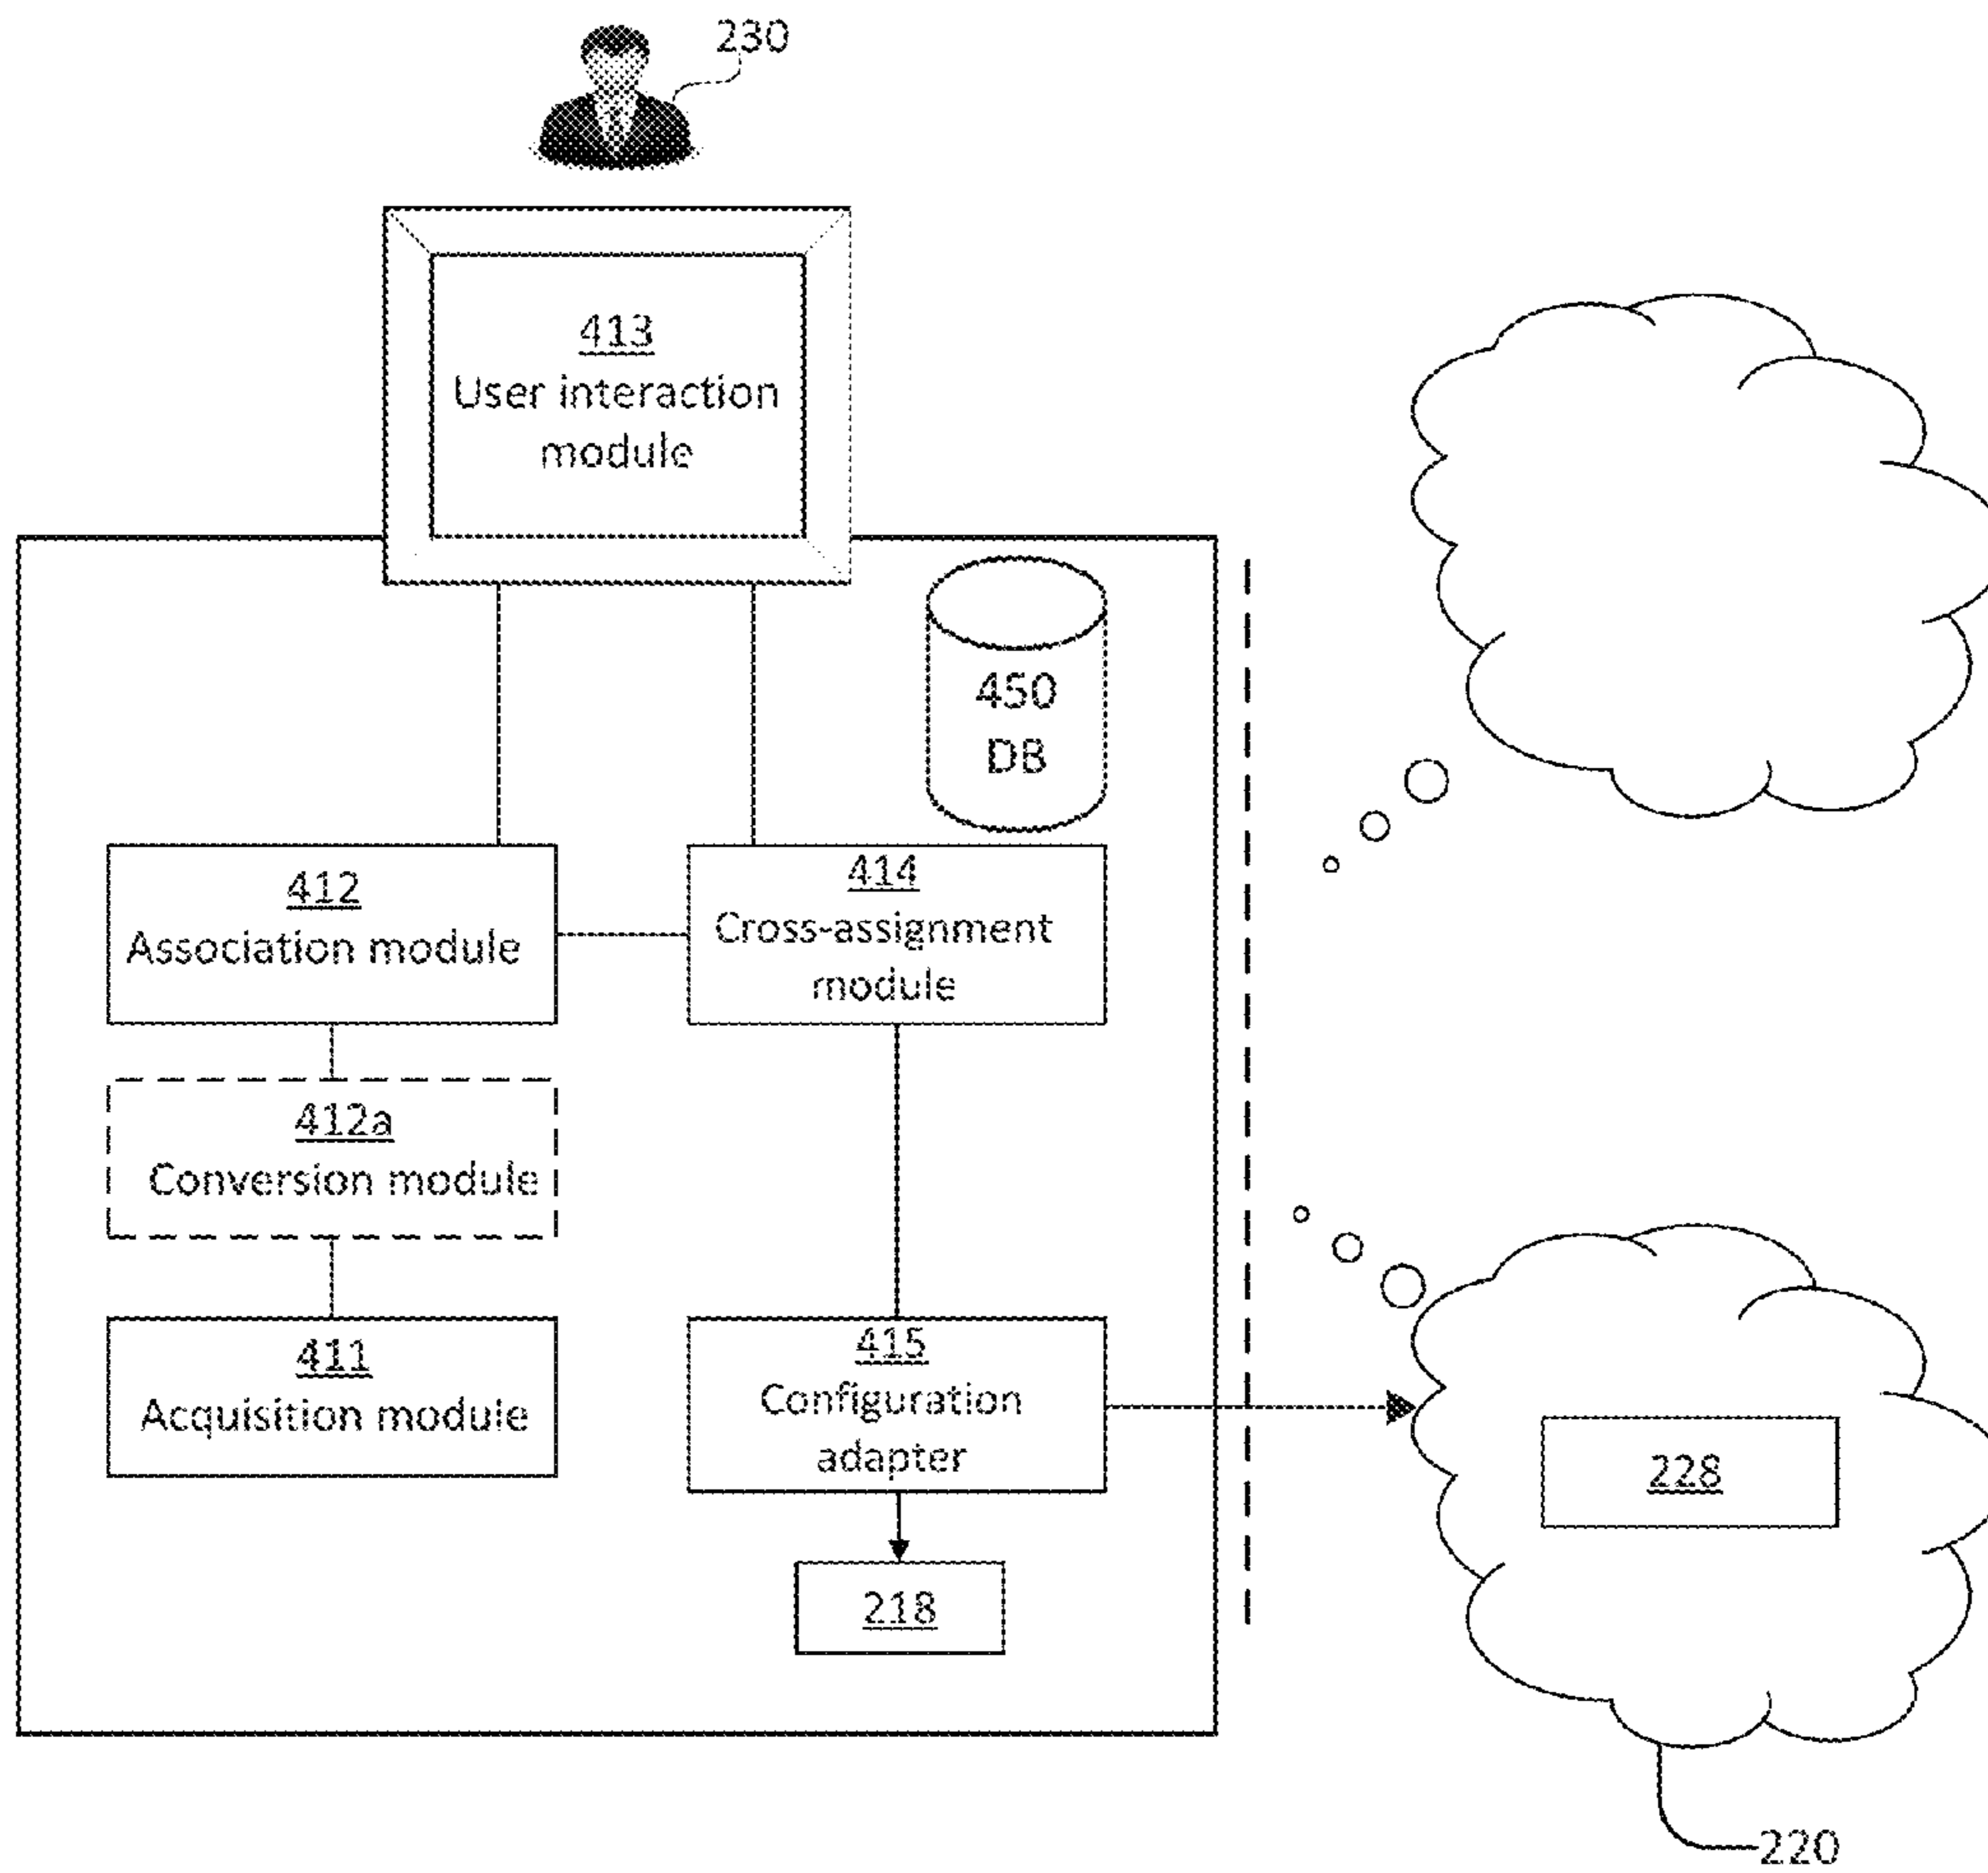 230
413
User interaction
module
450
DB
412
Association module
414
Cross-assignment
module
412a
Conversion module
411
Acquisition module
415
Configuration
adapter
228
218
220